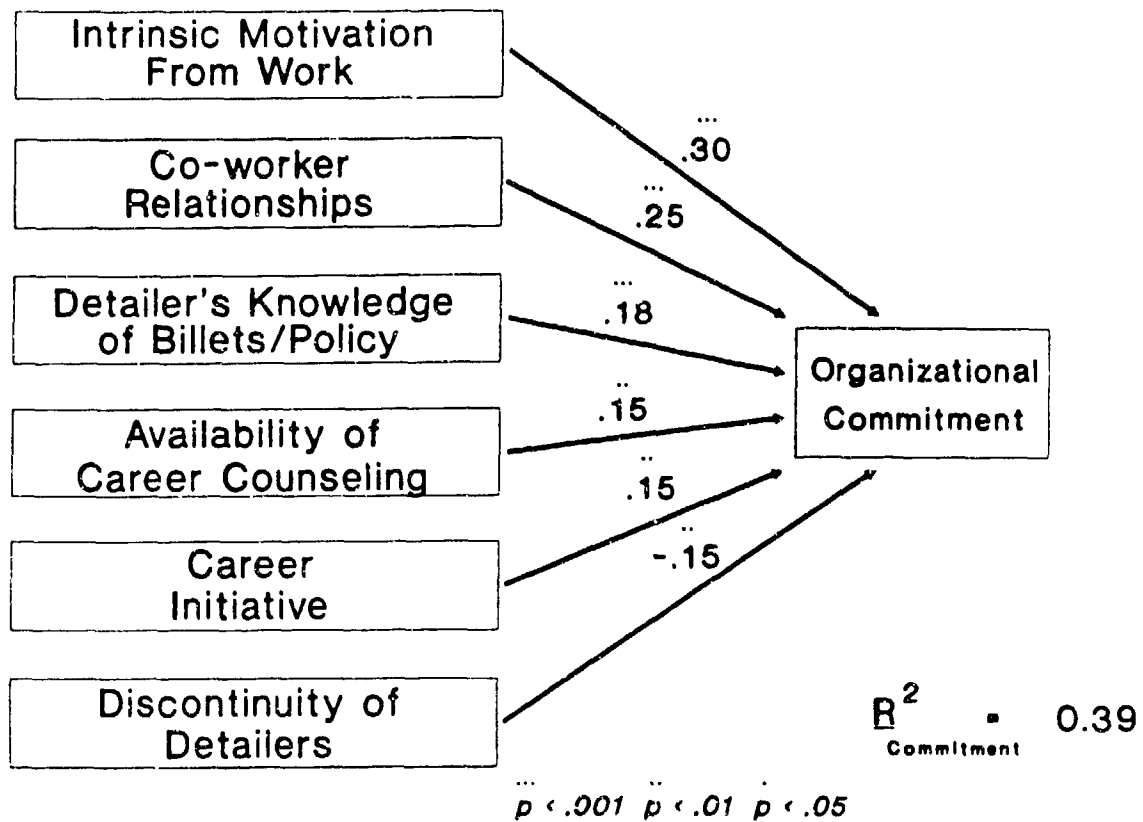 Intrinsic Motivation
From Work
...
.30
Co-worker
Relationships
...
.25
Detailer's Knowledge
of Billets/Policy
...
.18
Organizational
Commitment
Availability of
Career Counseling
..
.15
..
.15
Career
Initiative
..
-.15
Discontinuity of
Detailers
R² = 0.39
Commitment
... p < .001 .. p < .01 . p < .05